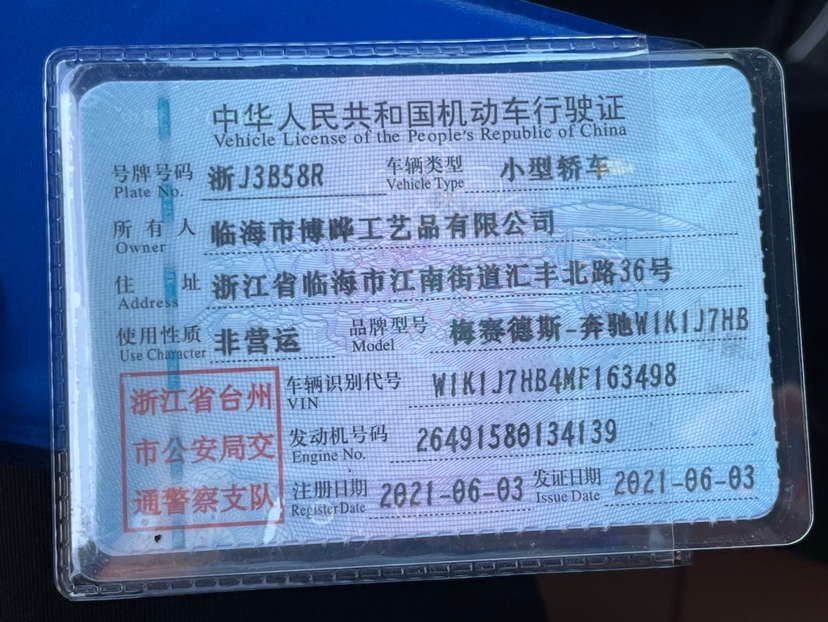 中华人民共和国机动车行驶证
Vehicle License of the People's Republic of China
号牌号码 浙J3B58R 车辆类型 小型轿车
Plate No. Vehicle Type
所有人 临海市博晔工艺品有限公司
Owner
住址 浙江省临海市江南街道汇丰北路36号
Address
使用性质 非营运 品牌型号 梅赛德斯-奔驰W1K1J7HB
Use Character Model
浙江省台州 车辆识别代号 W1K1J7HB4MF163498
VIN
市公安局交 发动机号码 26491580134139
Engine No.
通警察支队 注册日期 2021-06-03 发证日期 2021-06-03
Register Date Issue Date